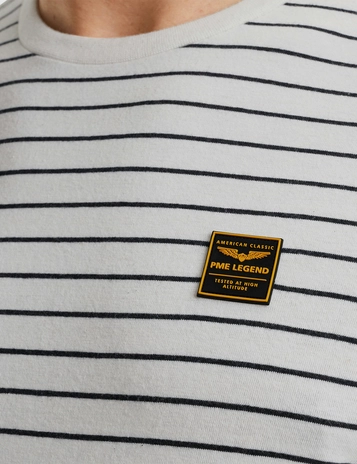 AMERICAN CLASSIC
PME LEGEND
TESTED AT HIGH
ALTITUDE